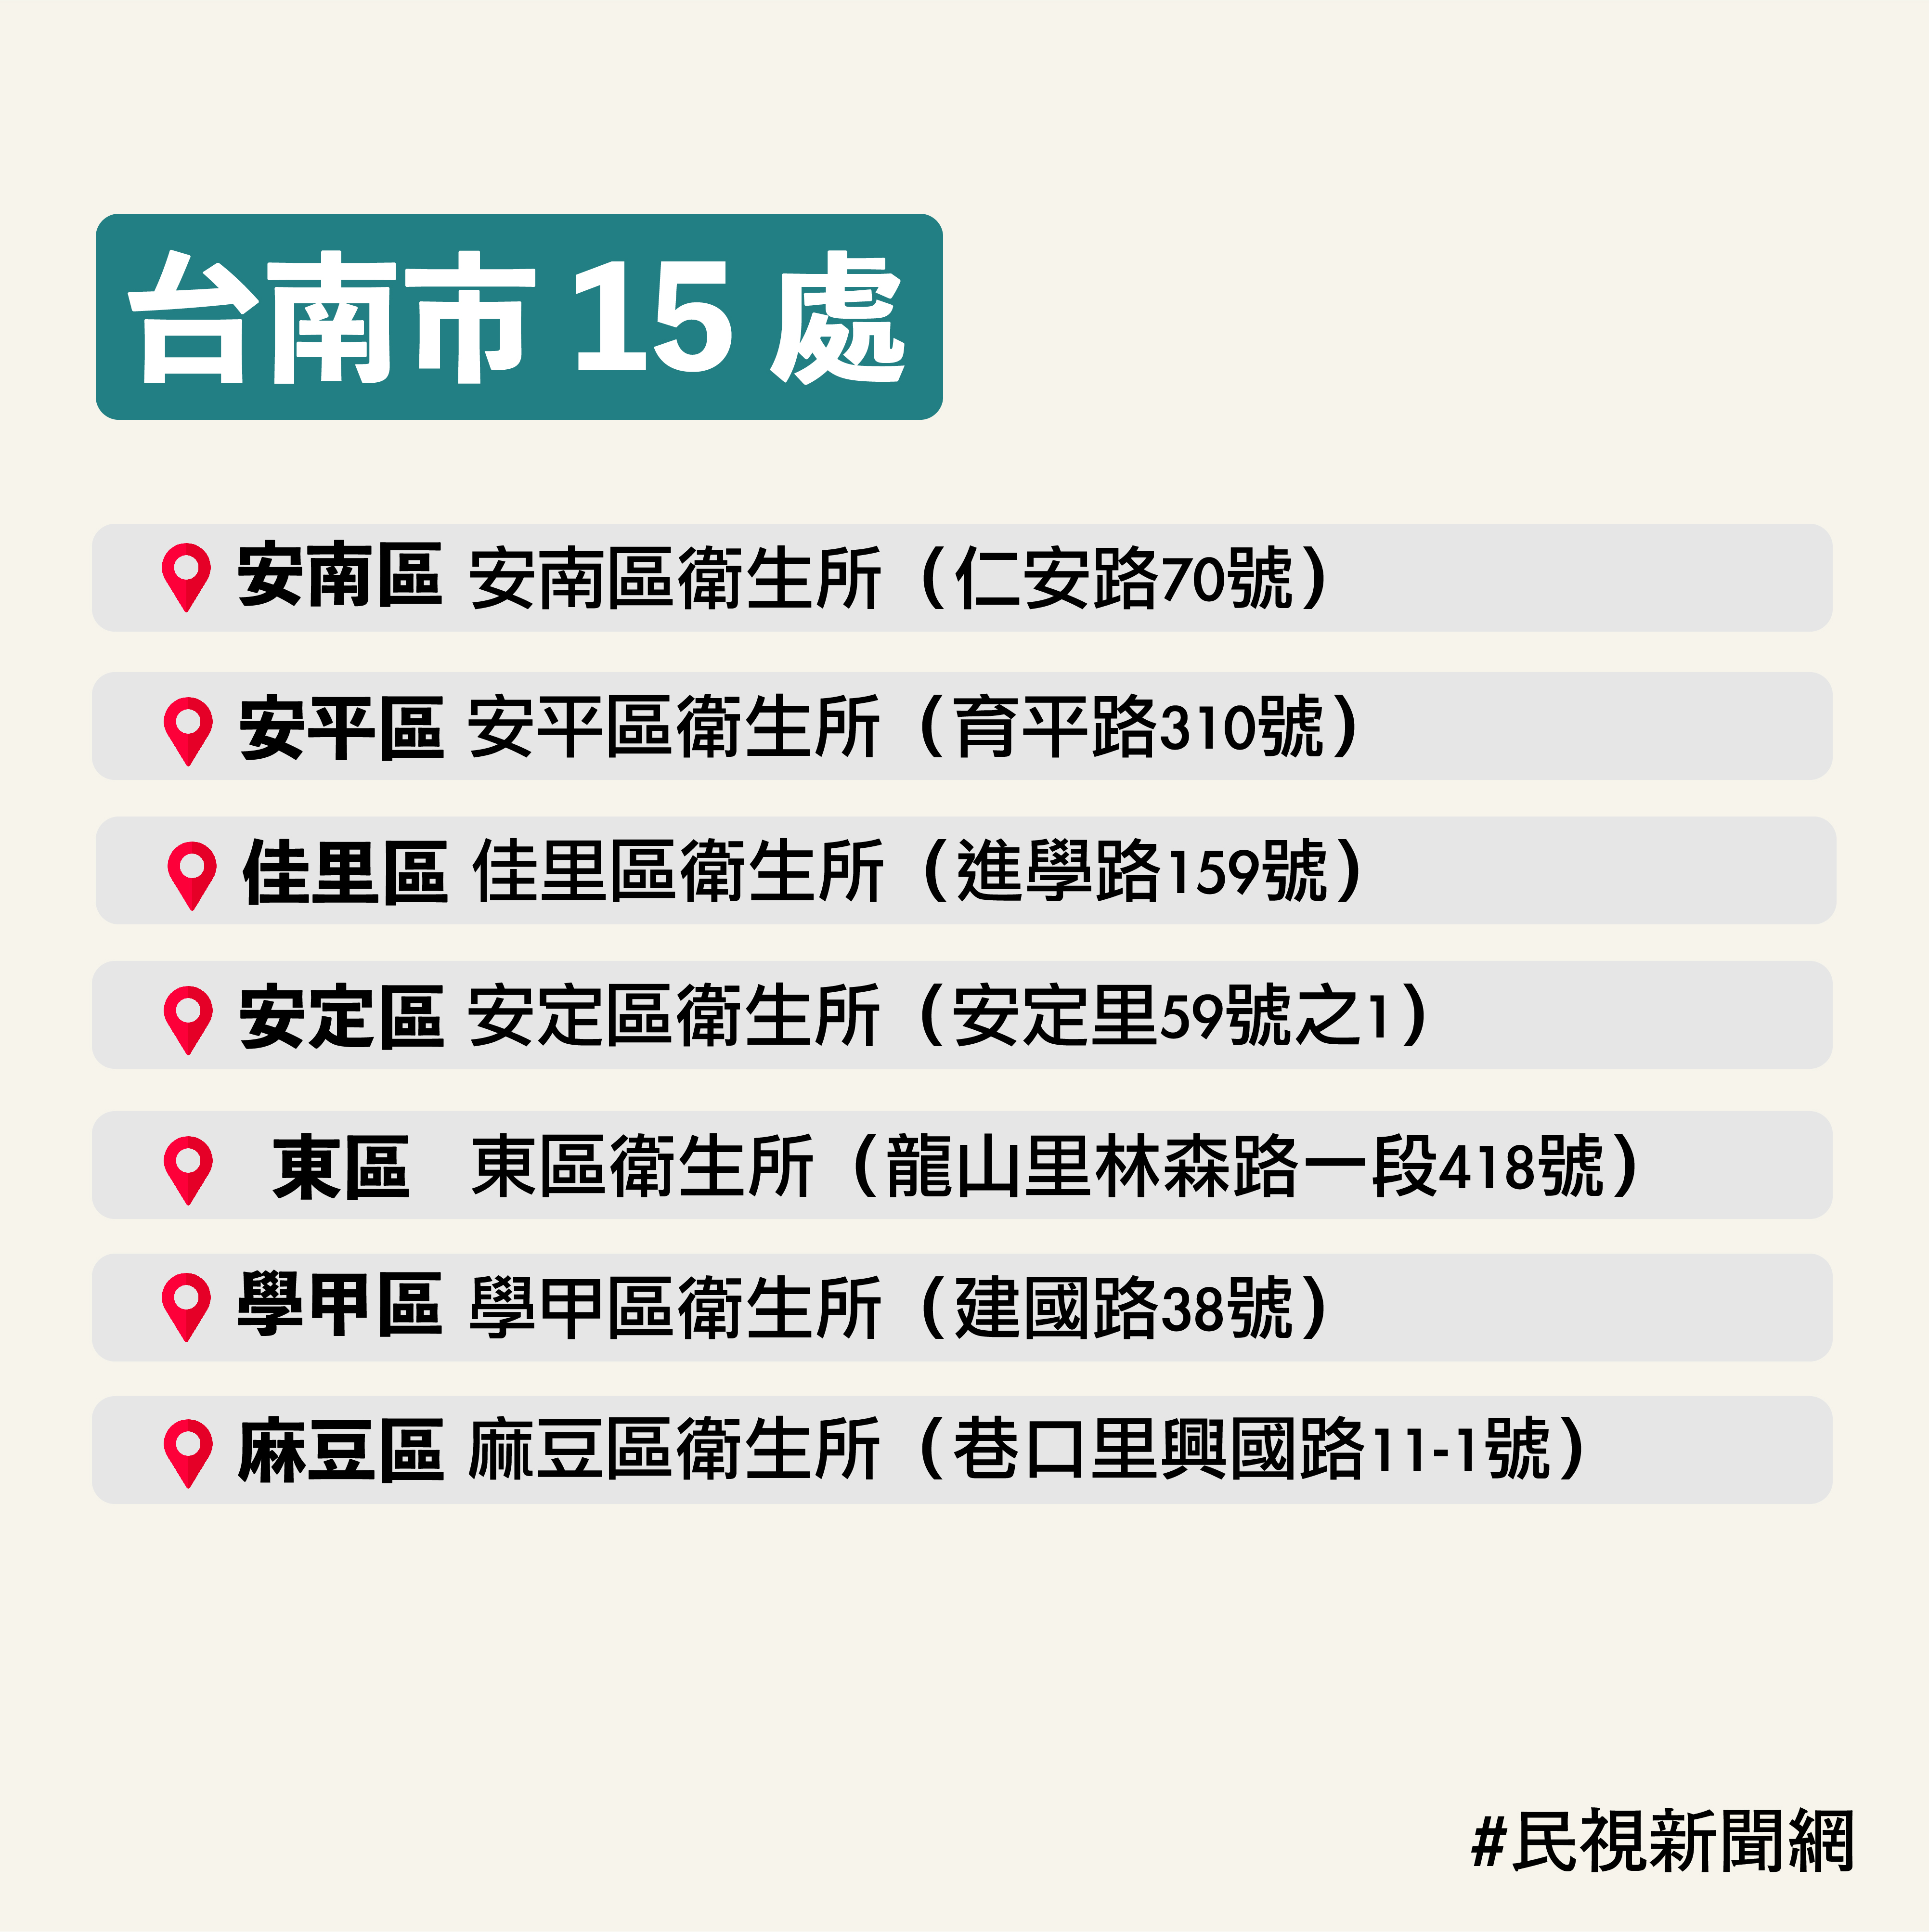 台南市 15 處
安南區 安南區衛生所（仁安路70號）
安平區 安平區衛生所（育平路310號）
佳里區 佳里區衛生所（進學路159號）
安定區 安定區衛生所（安定里59號之1）
東區 東區衛生所（龍山里林森路一段418號）
學甲區 學甲區衛生所（建國路38號）
麻豆區 麻豆區衛生所（巷口里興國路11-1號）
#民視新聞網